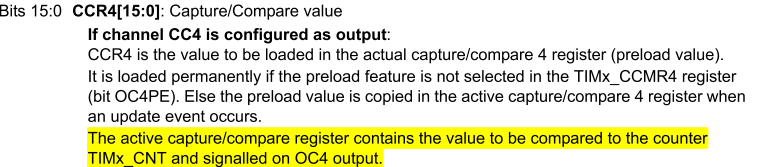 Bits 15:0 CCR4[15:0]: Capture/Compare value
If channel CC4 is configured as output:
CCR4 is the value to be loaded in the actual capture/compare 4 register (preload value).
It is loaded permanently if the preload feature is not selected in the TIMx_CCMR4 register
(bit OC4PE). Else the preload value is copied in the active capture/compare 4 register when
an update event occurs.
The active capture/compare register contains the value to be compared to the counter
TIMx_CNT and signalled on OC4 output.